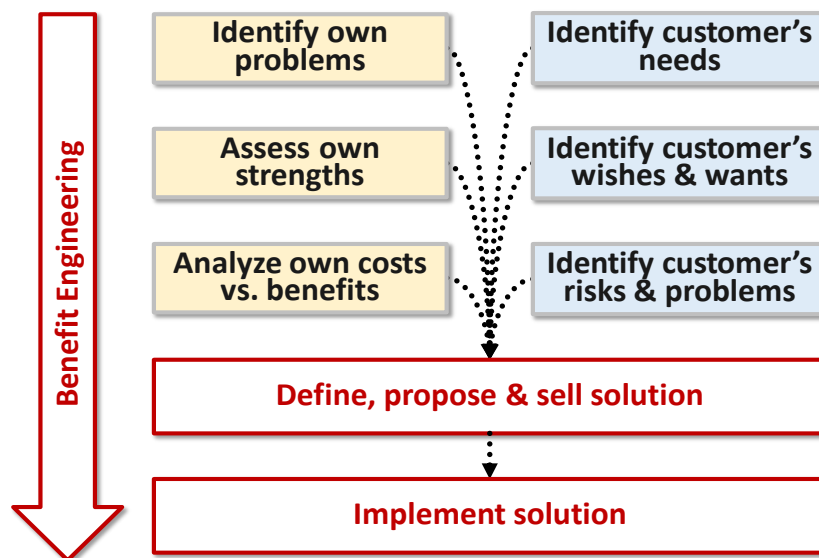 Identify own
problems
Identify customer's
needs
Assess own
strengths
Identify customer's
wishes & wants
Analyze own costs
vs. benefits
Identify customer's
risks & problems
Benefit Engineering
Define, propose & sell solution
Implement solution